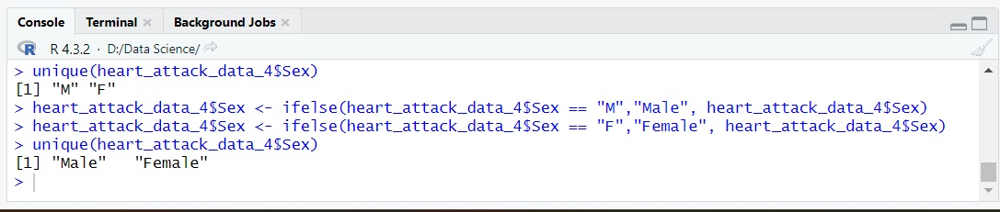 Console Terminal Background Jobs
R R 4.3.2 · D:/Data Science/
> unique(heart_attack_data_4$Sex)
[1] "M" "F"
> heart_attack_data_4$Sex <- ifelse(heart_attack_data_4$Sex == "M","Male", heart_attack_data_4$Sex)
> heart_attack_data_4$Sex <- ifelse(heart_attack_data_4$Sex == "F","Female", heart_attack_data_4$Sex)
> unique(heart_attack_data_4$Sex)
[1] "Male"   "Female"
>